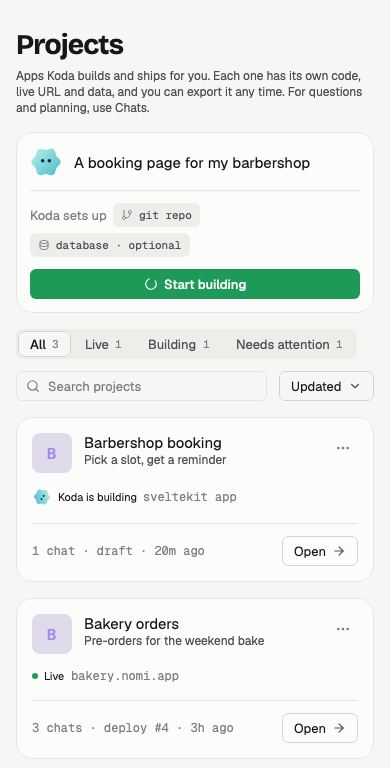 Projects
Apps Koda builds and ships for you. Each one has its own code,
live URL and data, and you can export it any time. For questions
and planning, use Chats.
A booking page for my barbershop
Koda sets up git repo
database · optional
Start building
All 3 Live 1 Building 1 Needs attention 1
Search projects Updated
B
Barbershop booking
Pick a slot, get a reminder
Koda is building sveltekit app
1 chat · draft · 20m ago Open
B
Bakery orders
Pre-orders for the weekend bake
Live bakery.nomi.app
3 chats · deploy #4 · 3h ago Open